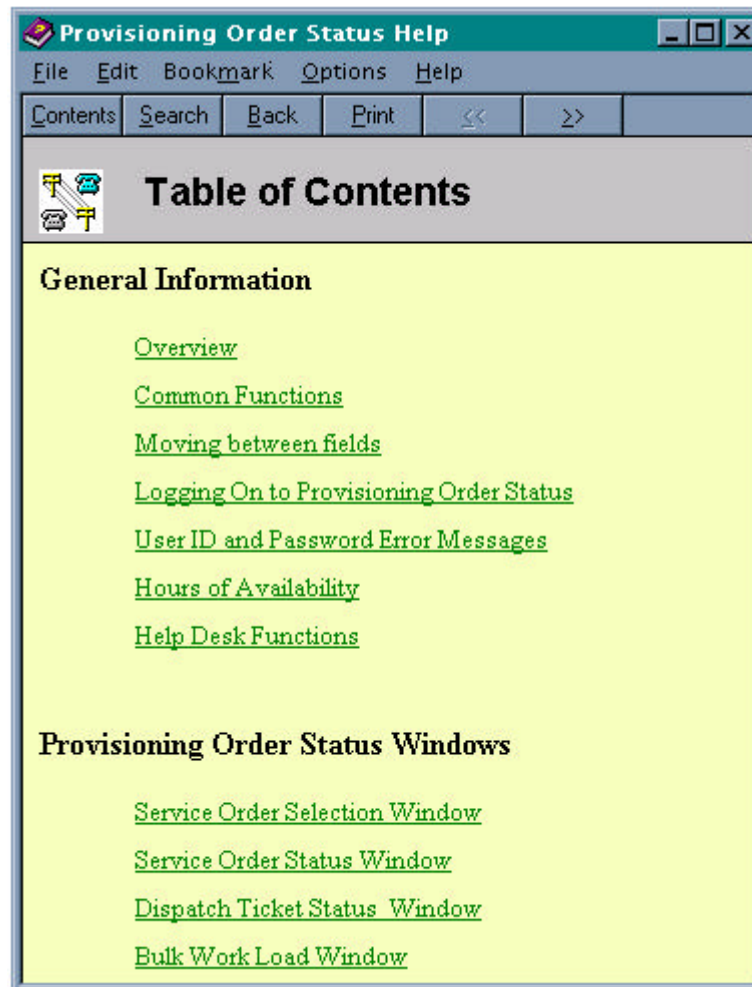 Provisioning Order Status Help
File Edit Bookmark Options Help
Contents Search Back Print << >>
Table of Contents
General Information
Overview
Common Functions
Moving between fields
Logging On to Provisioning Order Status
User ID and Password Error Messages
Hours of Availability
Help Desk Functions
Provisioning Order Status Windows
Service Order Selection Window
Service Order Status Window
Dispatch Ticket Status Window
Bulk Work Load Window